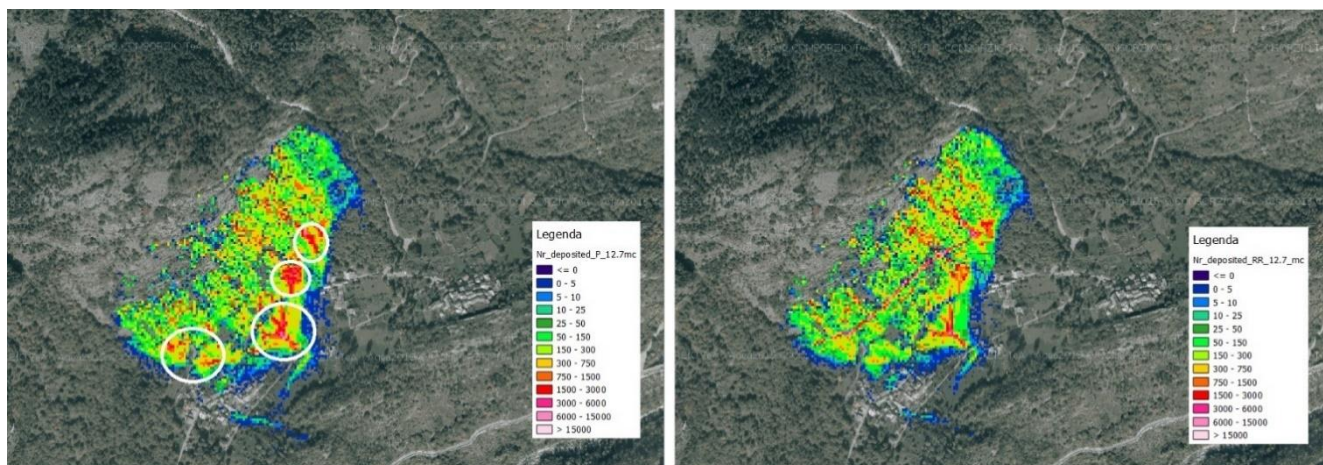 Legenda
Nr_deposited_P_12.7mc
<= 0
0 - 5
5 - 10
10 - 25
25 - 50
50 - 150
150 - 300
300 - 750
750 - 1500
1500 - 3000
3000 - 6000
6000 - 15000
> 15000
Legenda
Nr_deposited_RR_12.7_mc
<= 0
0 - 5
5 - 10
10 - 25
25 - 50
50 - 150
150 - 300
300 - 750
750 - 1500
1500 - 3000
3000 - 6000
6000 - 15000
> 15000